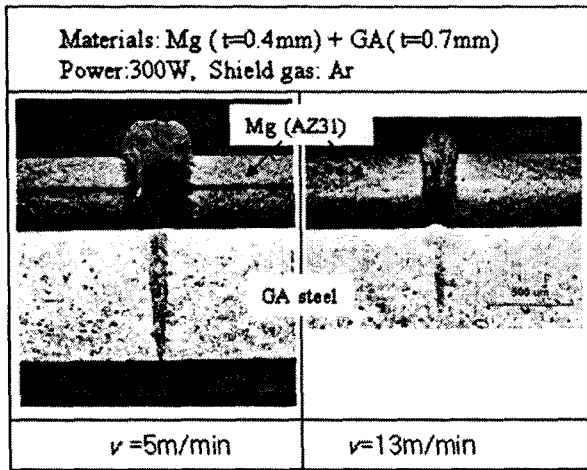 Materials: Mg (t=0.4mm) + GA(t=0.7mm)
Power:300W, Shield gas: Ar
Mg (AZ31)
GA steel
500 um
v =5m/min
v=13m/min